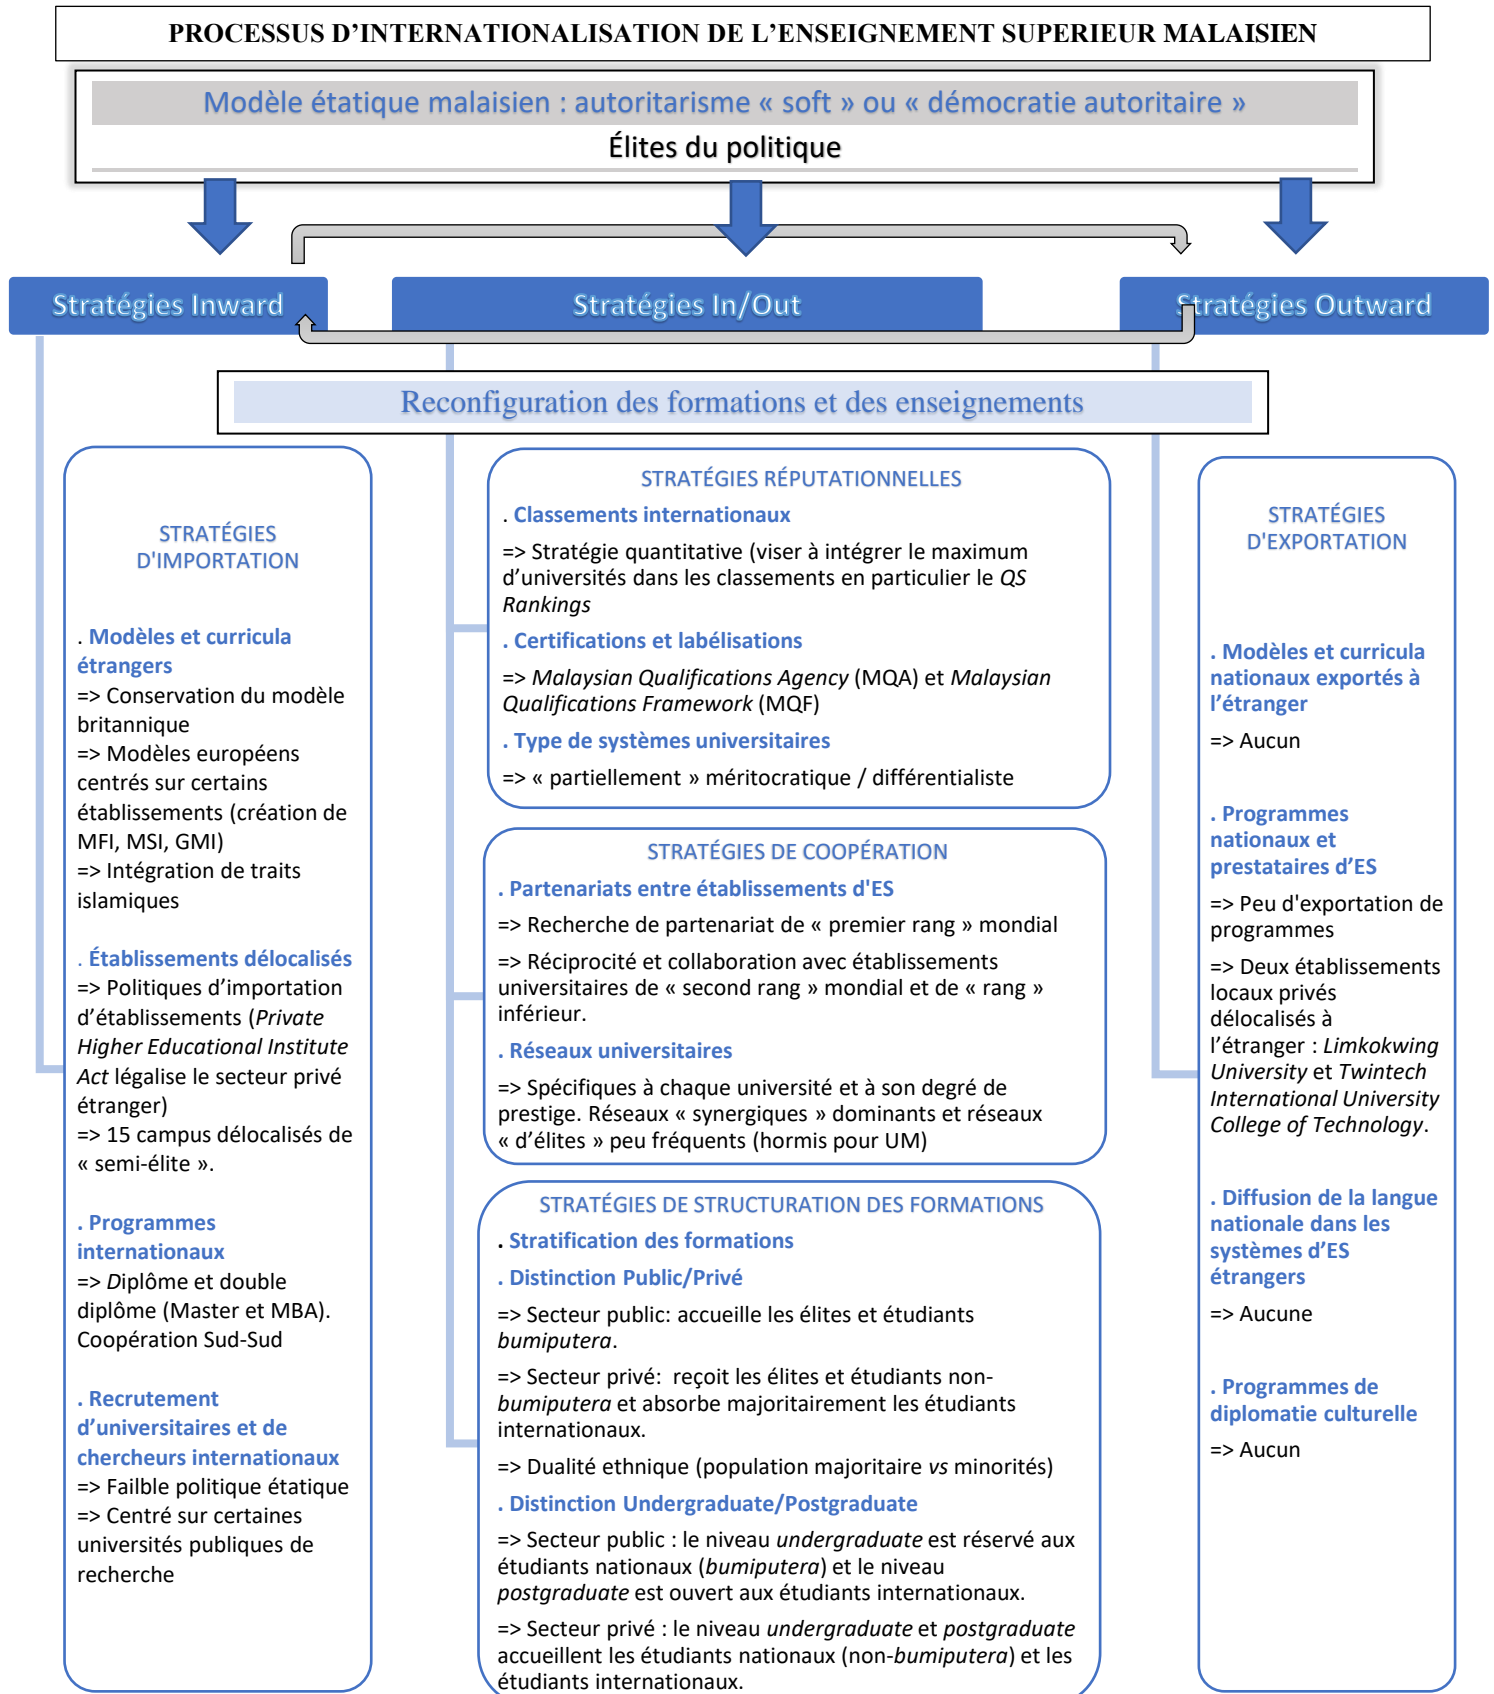 PROCESSUS D’INTERNATIONALISATION DE L’ENSEIGNEMENT SUPERIEUR MALAISIEN
Modèle étatique malaisien : autoritarisme « soft » ou « démocratie autoritaire »
Élites du politique
Stratégies Inward
Stratégies In/Out
Stratégies Outward
Reconfiguration des formations et des enseignements
STRATÉGIES
D'IMPORTATION
. Modèles et curricula
étrangers
=> Conservation du modèle
britannique
=> Modèles européens
centrés sur certains
établissements (création de
MFI, MSI, GMI)
=> Intégration de traits
islamiques
. Établissements délocalisés
=> Politiques d’importation
d’établissements (Private
Higher Educational Institute
Act légalise le secteur privé
étranger)
=> 15 campus délocalisés de
« semi-élite ».
. Programmes
internationaux
=> Diplôme et double
diplôme (Master et MBA).
Coopération Sud-Sud
. Recrutement
d’universitaires et de
chercheurs internationaux
=> Failble politique étatique
=> Centré sur certaines
universités publiques de
recherche
STRATÉGIES RÉPUTATIONNELLES
. Classements internationaux
=> Stratégie quantitative (viser à intégrer le maximum
d’universités dans les classements en particulier le QS
Rankings
. Certifications et labélisations
=> Malaysian Qualifications Agency (MQA) et Malaysian
Qualifications Framework (MQF)
. Type de systèmes universitaires
=> « partiellement » méritocratique / différentialiste
STRATÉGIES DE COOPÉRATION
. Partenariats entre établissements d'ES
=> Recherche de partenariat de « premier rang » mondial
=> Réciprocité et collaboration avec établissements
universitaires de « second rang » mondial et de « rang »
inférieur.
. Réseaux universitaires
=> Spécifiques à chaque université et à son degré de
prestige. Réseaux « synergiques » dominants et réseaux
« d’élites » peu fréquents (hormis pour UM)
STRATÉGIES DE STRUCTURATION DES FORMATIONS
. Stratification des formations
. Distinction Public/Privé
=> Secteur public: accueille les élites et étudiants
bumiputera.
=> Secteur privé: reçoit les élites et étudiants non-
bumiputera et absorbe majoritairement les étudiants
internationaux.
=> Dualité ethnique (population majoritaire vs minorités)
. Distinction Undergraduate/Postgraduate
=> Secteur public : le niveau undergraduate est réservé aux
étudiants nationaux (bumiputera) et le niveau
postgraduate est ouvert aux étudiants internationaux.
=> Secteur privé : le niveau undergraduate et postgraduate
accueillent les étudiants nationaux (non-bumiputera) et les
étudiants internationaux.
STRATÉGIES
D'EXPORTATION
. Modèles et curricula
nationaux exportés à
l’étranger
=> Aucun
. Programmes
nationaux et
prestataires d’ES
=> Peu d'exportation de
programmes
=> Deux établissements
locaux privés
délocalisés à
l’étranger : Limkokwing
University et Twintech
International University
College of Technology.
. Diffusion de la langue
nationale dans les
systèmes d’ES
étrangers
=> Aucune
. Programmes de
diplomatie culturelle
=> Aucun